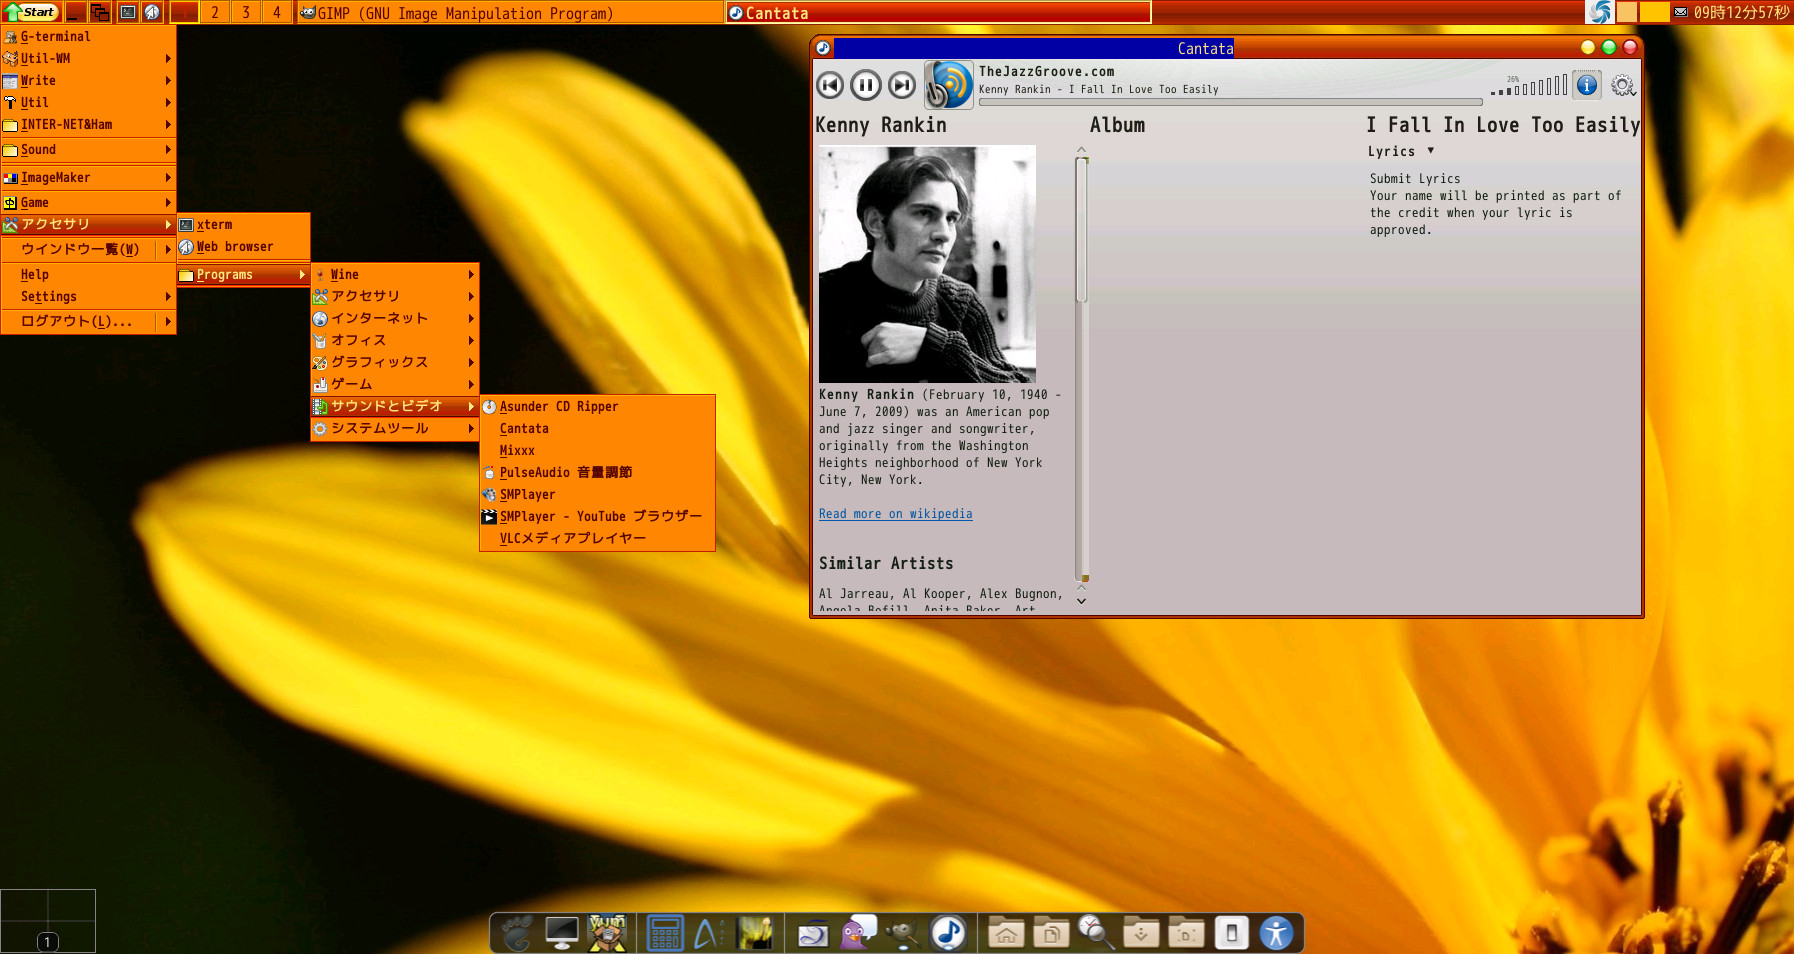 Start
2
3
4
GIMP (GNU Image Manipulation Program)
Cantata
09時12分57秒
G-terminal
Util-WM
Write
Util
INTER-NET&Ham
Sound
ImageMaker
Game
アクセサリ
ウインドウ一覧(W)
Help
Settings
ログアウト(L)...
xterm
Web browser
Programs
Wine
アクセサリ
インターネット
オフィス
グラフィックス
ゲーム
サウンドとビデオ
システムツール
Asunder CD Ripper
Cantata
Mixxx
PulseAudio 音量調節
SMPlayer
SMPlayer - YouTube ブラウザー
VLCメディアプレイヤー
Cantata
TheJazzGroove.com
Kenny Rankin - I Fall In Love Too Easily
26%
Kenny Rankin
Album
I Fall In Love Too Easily
Lyrics
Submit Lyrics
Your name will be printed as part of
the credit when your lyric is
approved.
Kenny Rankin (February 10, 1940 -
June 7, 2009) was an American pop
and jazz singer and songwriter,
originally from the Washington
Heights neighborhood of New York
City, New York.
Read more on wikipedia
Similar Artists
Al Jarreau, Al Kooper, Alex Bugnon,
Angela Bofill, Anita Baker, Art
1
yum